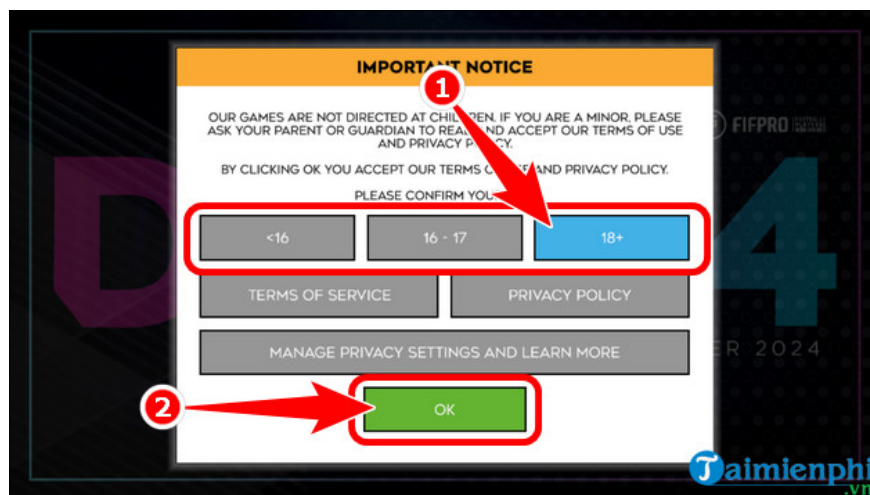 IMPORTANT NOTICE
1
OUR GAMES ARE NOT DIRECTED AT CHILDREN. IF YOU ARE A MINOR, PLEASE
ASK YOUR PARENT OR GUARDIAN TO READ AND ACCEPT OUR TERMS OF USE
AND PRIVACY POLICY.
FIFPRO
BY CLICKING OK YOU ACCEPT OUR TERMS OF USE AND PRIVACY POLICY.
PLEASE CONFIRM YOUR
<16
16 - 17
18+
D
4
TERMS OF SERVICE
PRIVACY POLICY
MANAGE PRIVACY SETTINGS AND LEARN MORE
ER 2024
2
OK
Taimienphi
.vn